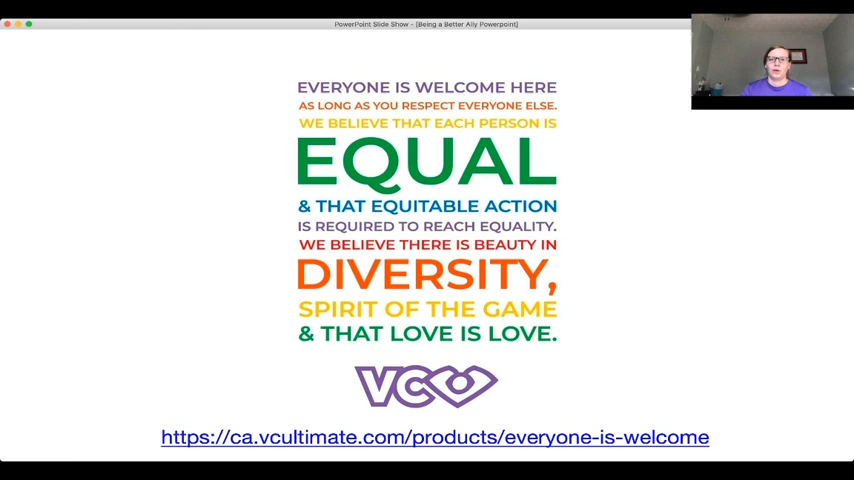 PowerPoint Slide Show - [Being a Better Ally Powerpoint]
EVERYONE IS WELCOME HERE
AS LONG AS YOU RESPECT EVERYONE ELSE.
WE BELIEVE THAT EACH PERSON IS
EQUAL
& THAT EQUITABLE ACTION
IS REQUIRED TO REACH EQUALITY.
WE BELIEVE THERE IS BEAUTY IN
DIVERSITY,
SPIRIT OF THE GAME
& THAT LOVE IS LOVE.
VC
https://ca.vcultimate.com/products/everyone-is-welcome